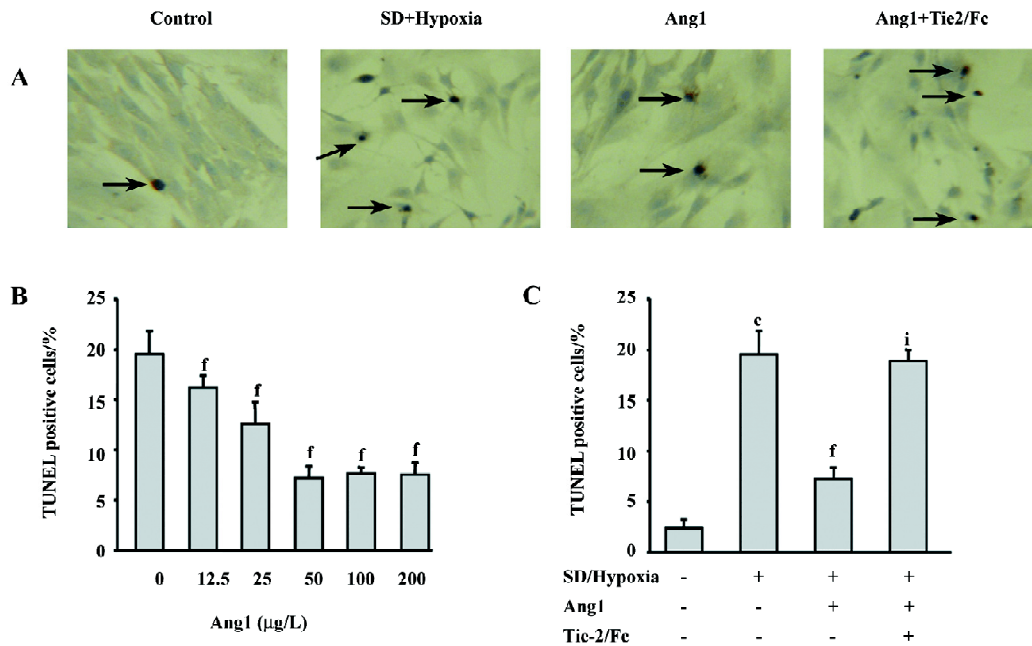 Control SD+Hypoxia Ang1 Ang1+Tie2/Fc
A
B
25
20
15
10
5
0
TUNEL positive cells/%
f f f f f
0 12.5 25 50 100 200
Ang1 (μg/L)
C
25
20
15
10
5
0
TUNEL positive cells/%
c f i
SD/Hypoxia - + + +
Ang1 - - + +
Tie-2/Fc - - - +